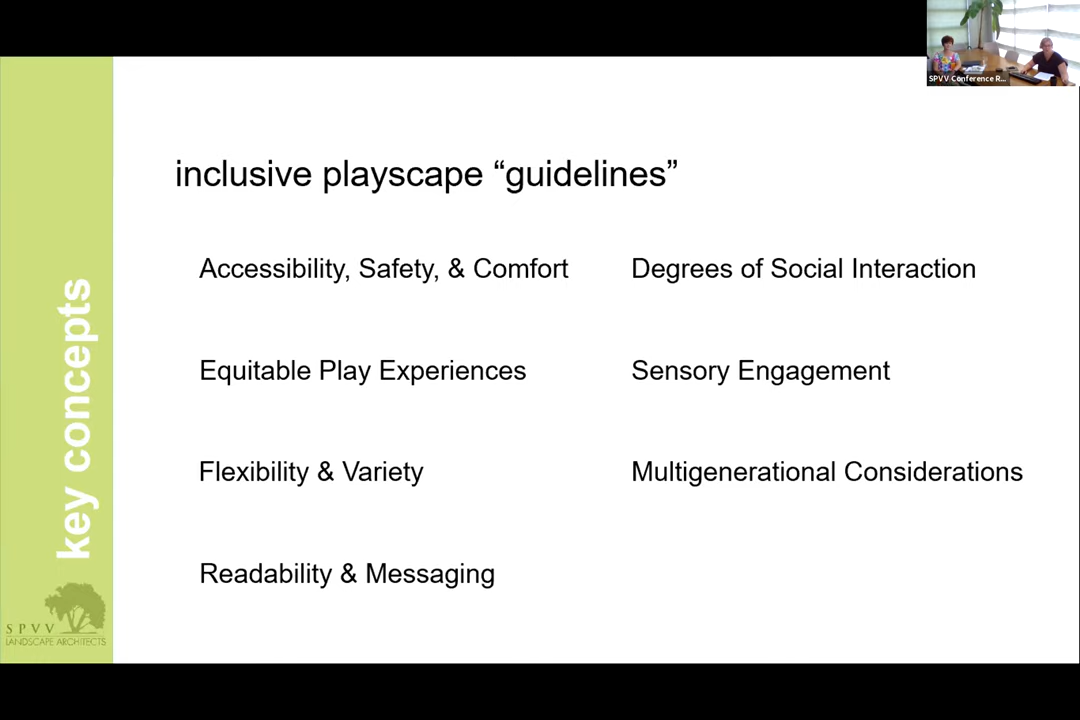 SPVV Conference R...
inclusive playscape “guidelines”
Accessibility, Safety, & Comfort
Equitable Play Experiences
Flexibility & Variety
Readability & Messaging
Degrees of Social Interaction
Sensory Engagement
Multigenerational Considerations
key concepts
SPVV
LANDSCAPE ARCHITECTS